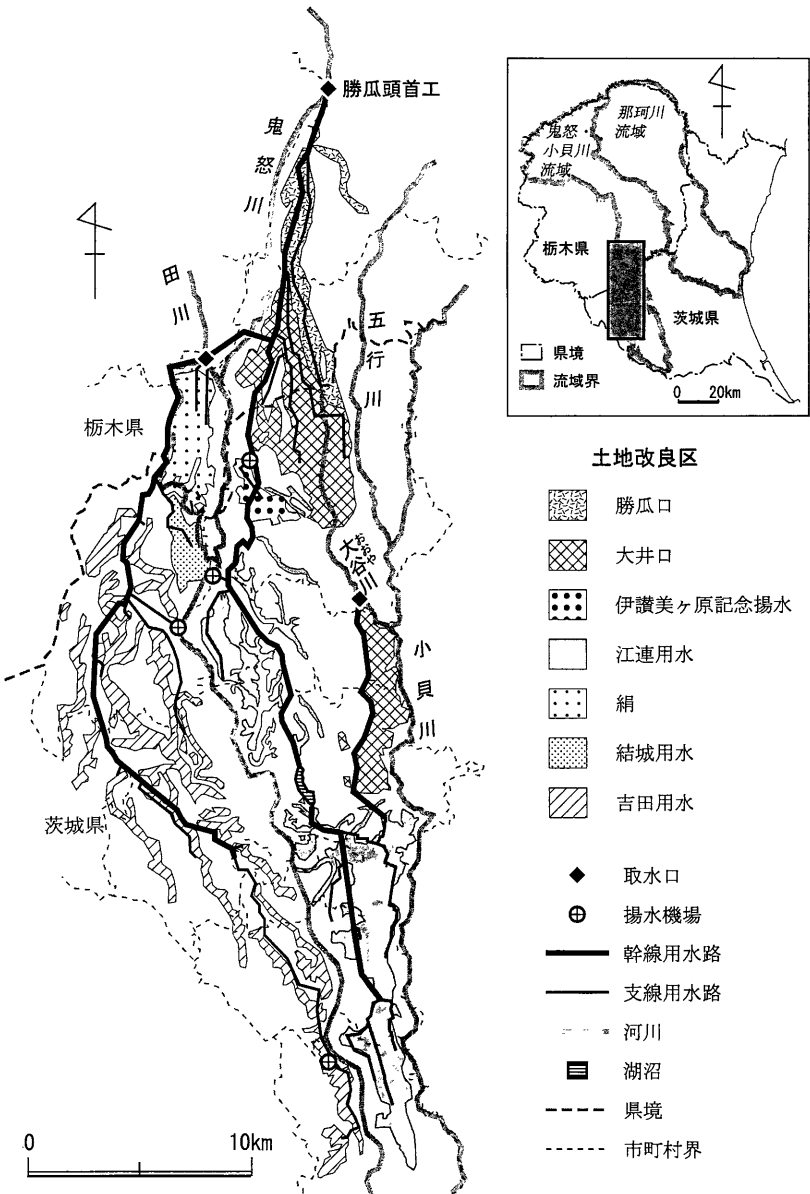 勝瓜頭首工
鬼怒川
田川
五行川
栃木県
おおや
大谷川
小貝川
茨城県
0 10km
那珂川
流域
鬼怒・
小貝川
流域
栃木県
茨城県
県境
流域界
0 20km
土地改良区
勝瓜口
大井口
伊讃美ヶ原記念揚水
江連用水
絹
結城用水
吉田用水
取水口
揚水機場
幹線用水路
支線用水路
河川
湖沼
県境
市町村界